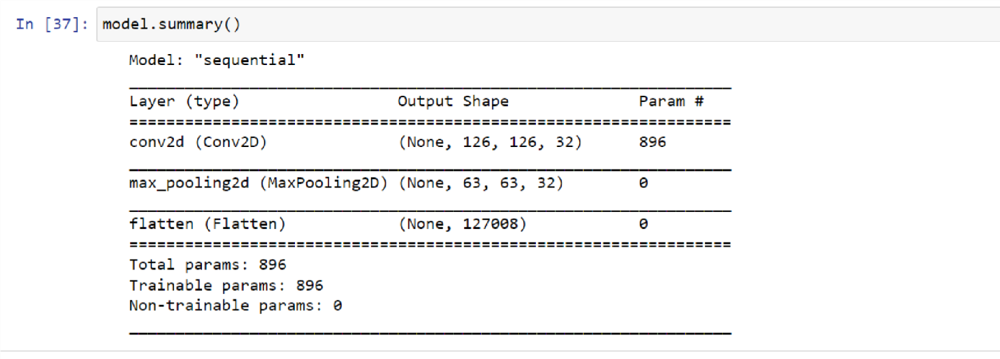 In [37]: model.summary()
Model: "sequential"
_________________________________________________________________
Layer (type)                 Output Shape              Param #
=================================================================
conv2d (Conv2D)              (None, 126, 126, 32)      896
_________________________________________________________________
max_pooling2d (MaxPooling2D) (None, 63, 63, 32)        0
_________________________________________________________________
flatten (Flatten)            (None, 127008)            0
=================================================================
Total params: 896
Trainable params: 896
Non-trainable params: 0
_________________________________________________________________